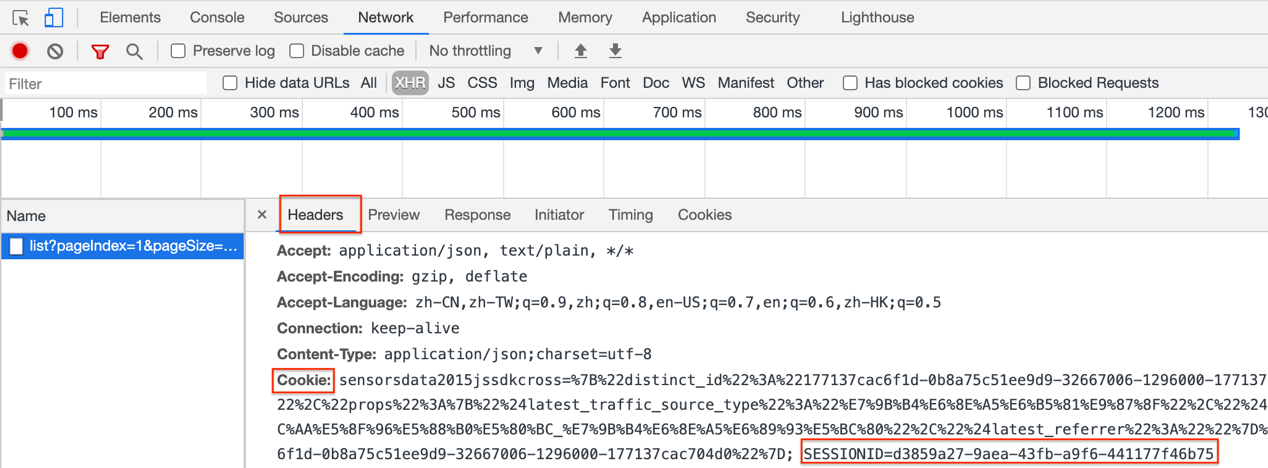 Elements Console Sources Network Performance Memory Application Security Lighthouse
Preserve log Disable cache No throttling
Filter Hide data URLs All XHR JS CSS Img Media Font Doc WS Manifest Other Has blocked cookies Blocked Requests
100 ms 200 ms 300 ms 400 ms 500 ms 600 ms 700 ms 800 ms 900 ms 1000 ms 1100 ms 1200 ms 130
Name × Headers Preview Response Initiator Timing Cookies
list?pageIndex=1&pageSize=…
Accept: application/json, text/plain, */*
Accept-Encoding: gzip, deflate
Accept-Language: zh-CN,zh-TW;q=0.9,zh;q=0.8,en-US;q=0.7,en;q=0.6,zh-HK;q=0.5
Connection: keep-alive
Content-Type: application/json;charset=utf-8
Cookie: sensorsdata2015jssdkcross=%7B%22distinct_id%22%3A%22177137cac6f1d-0b8a75c51ee9d9-32667006-1296000-177137
22%2C%22props%22%3A%7B%22%24latest_traffic_source_type%22%3A%22%E7%9B%B4%E6%8E%A5%E6%B5%81%E9%87%8F%22%2C%22%24
C%AA%E5%8F%96%E5%88%B0%E5%80%BC_%E7%9B%B4%E6%8E%A5%E6%89%93%E5%BC%80%22%2C%22%24latest_referrer%22%3A%22%22%7D%
6f1d-0b8a75c51ee9d9-32667006-1296000-177137cac704d0%22%7D; SESSIONID=d3859a27-9aea-43fb-a9f6-441177f46b75